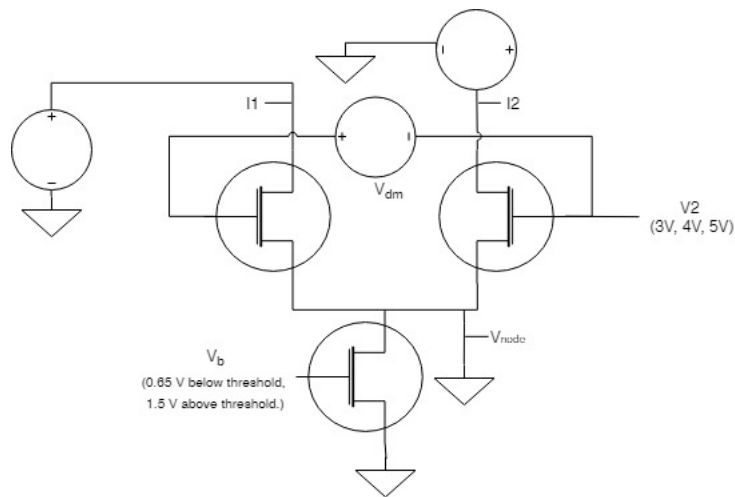 I1
I2
+
-
+
-
+
-
V_dm
V2
(3V, 4V, 5V)
V_node
V_b
(0.65 V below threshold,
1.5 V above threshold.)